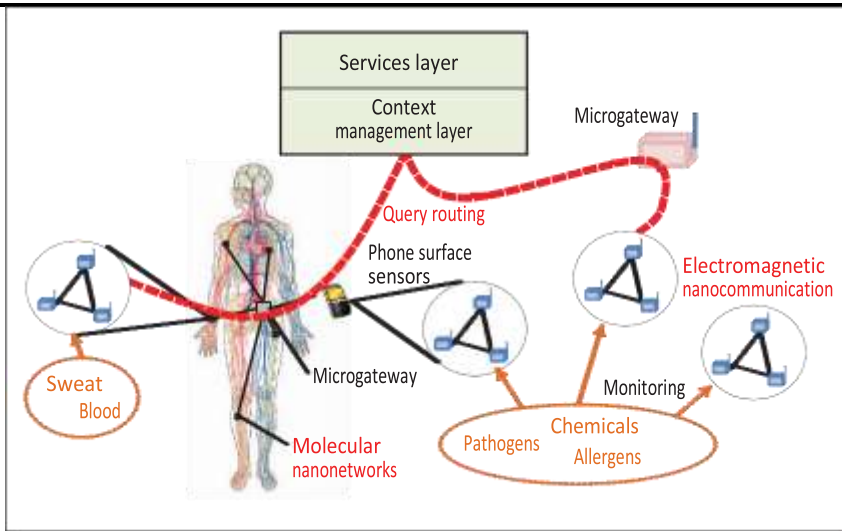 Services layer
Context
management layer
Microgateway
Query routing
Phone surface
sensors
Electromagnetic
nanocommunication
Sweat
Blood
Microgateway
Monitoring
Molecular
nanonetworks
Chemicals
Pathogens
Allergens